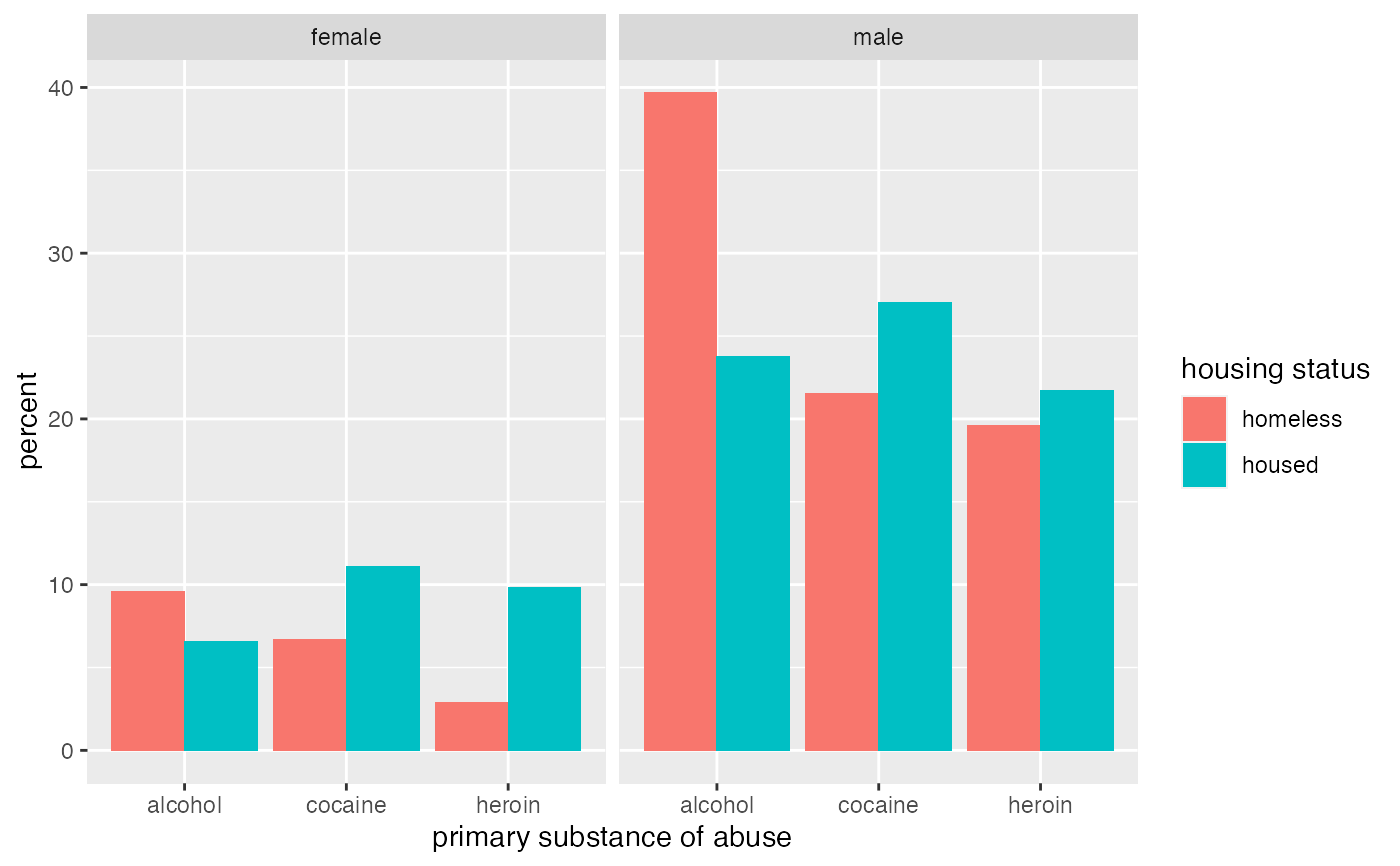 female
male
40
30
20
10
0
percent
alcohol
cocaine
heroin
alcohol
cocaine
heroin
primary substance of abuse
housing status
homeless
housed